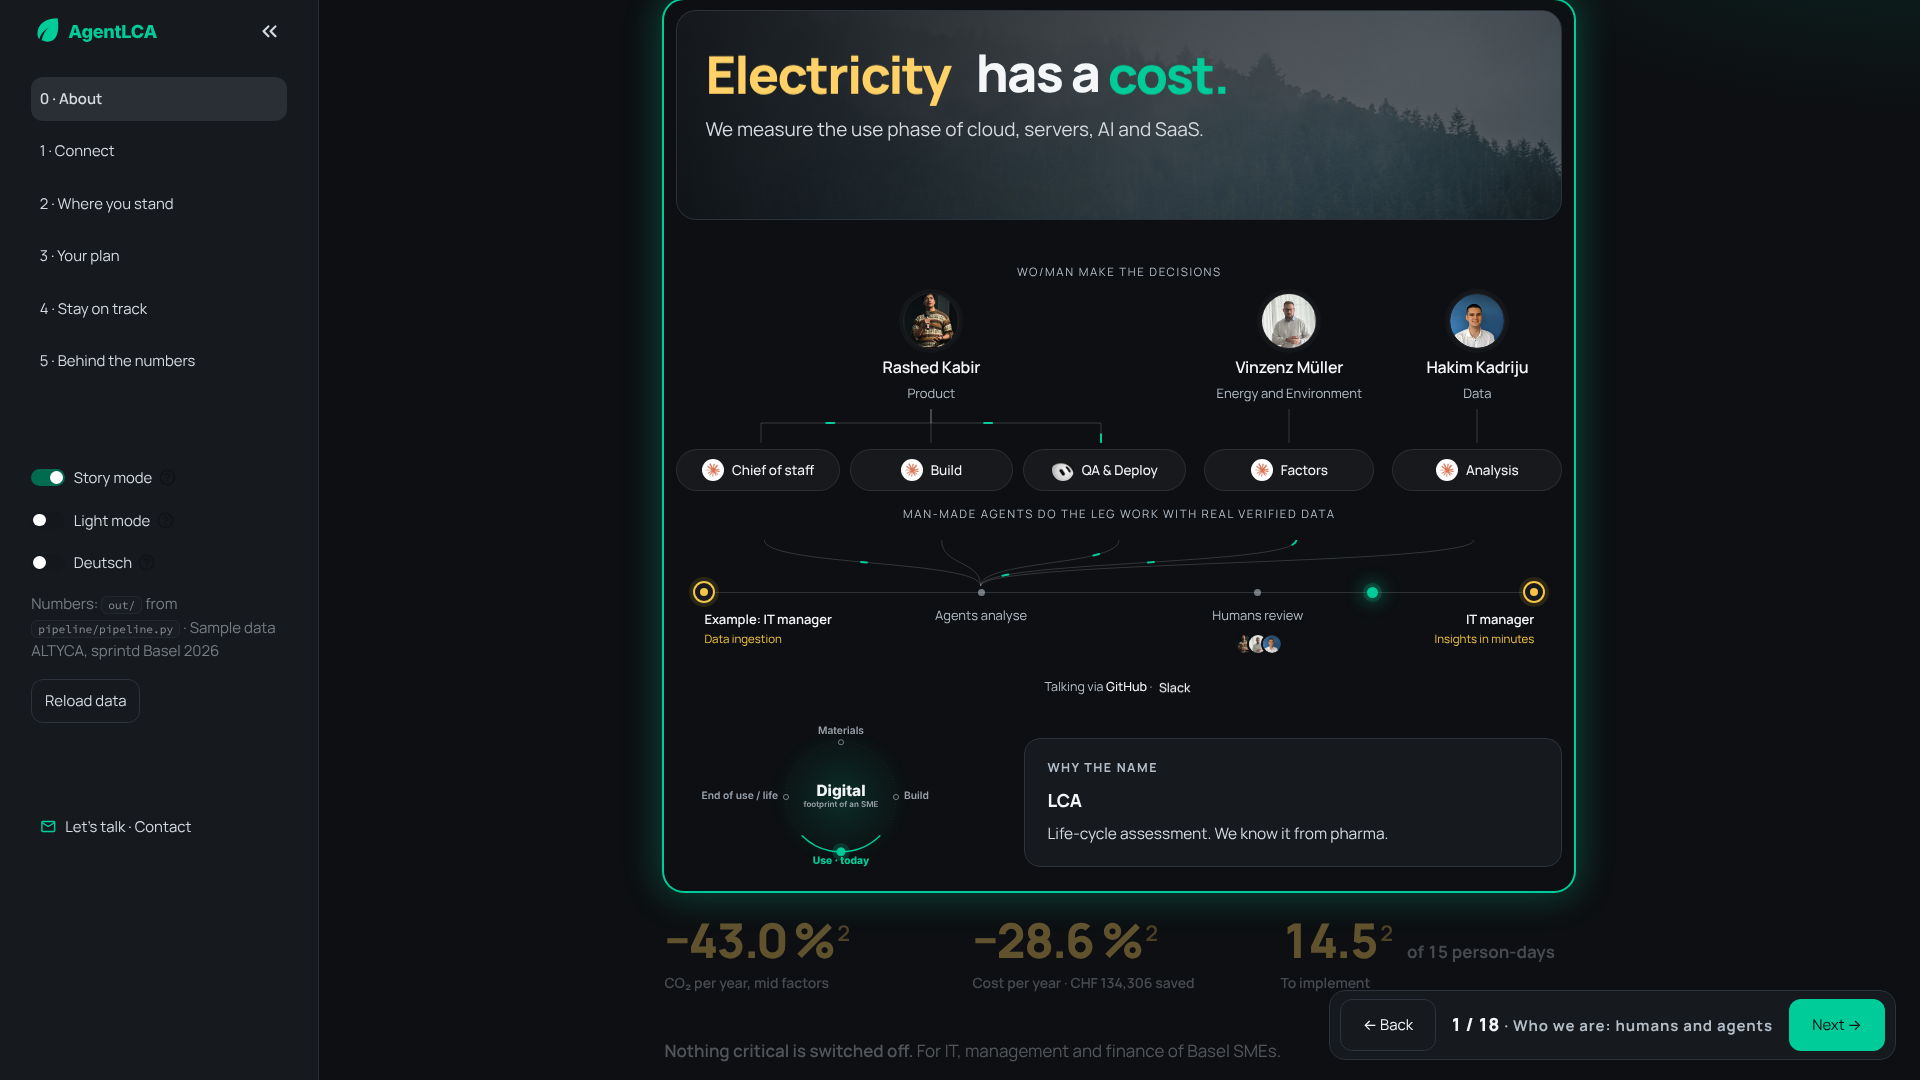 AgentLCA
0 · About
1 · Connect
2 · Where you stand
3 · Your plan
4 · Stay on track
5 · Behind the numbers
Story mode
Light mode
Deutsch
Numbers: out/ from
pipeline/pipeline.py · Sample data
ALTYCA, sprintd Basel 2026
Reload data
Let's talk · Contact
Electricity has a cost.
We measure the use phase of cloud, servers, AI and SaaS.
WO/MAN MAKE THE DECISIONS
Rashed Kabir
Product
Vinzenz Müller
Energy and Environment
Hakim Kadriju
Data
Chief of staff
Build
QA & Deploy
Factors
Analysis
MAN-MADE AGENTS DO THE LEG WORK WITH REAL VERIFIED DATA
Example: IT manager
Data ingestion
Agents analyse
Humans review
IT manager
Insights in minutes
Talking via GitHub · Slack
Materials
End of use / life
Digital
footprint of an SME
Build
Use · today
WHY THE NAME
LCA
Life-cycle assessment. We know it from pharma.
−43.0 %²
CO₂ per year, mid factors
−28.6 %²
Cost per year · CHF 134,306 saved
14.5² of 15 person-days
To implement
Nothing critical is switched off. For IT, management and finance of Basel SMEs.
← Back
1 / 18 · Who we are: humans and agents
Next →